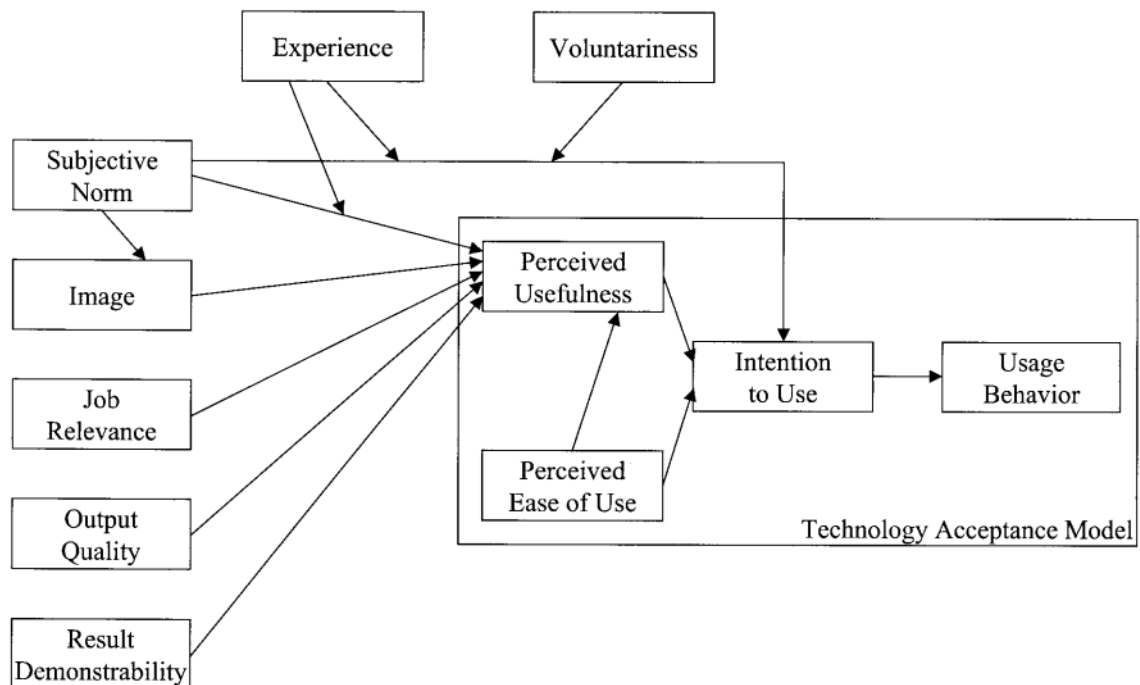 Experience
Voluntariness
Subjective
Norm
Image
Job
Relevance
Output
Quality
Result
Demonstrability
Perceived
Usefulness
Perceived
Ease of Use
Intention
to Use
Usage
Behavior
Technology Acceptance Model